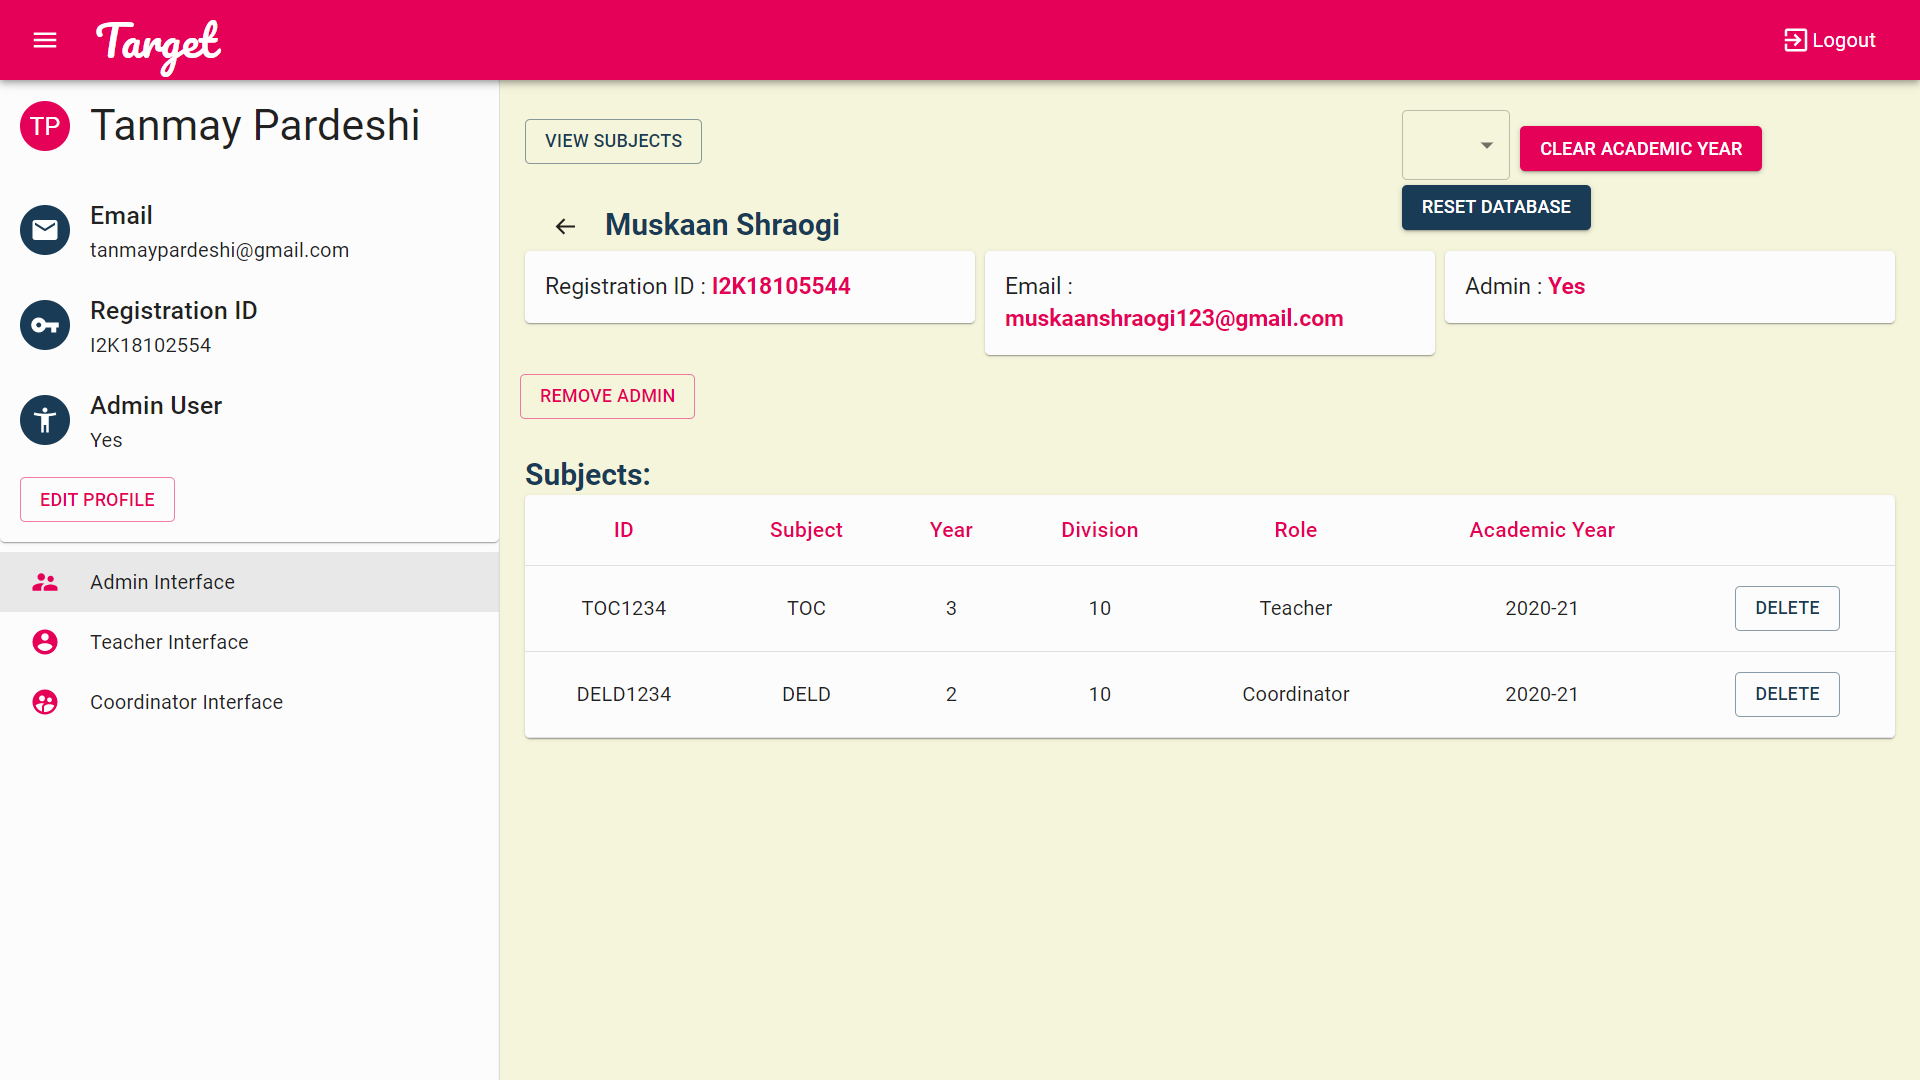 Target
Logout
TP
Tanmay Pardeshi
Email
tanmaypardeshi@gmail.com
Registration ID
I2K18102554
Admin User
Yes
EDIT PROFILE
Admin Interface
Teacher Interface
Coordinator Interface
VIEW SUBJECTS
CLEAR ACADEMIC YEAR
RESET DATABASE
Muskaan Shraogi
Registration ID : I2K18105544
Email :
muskaanshraogi123@gmail.com
Admin : Yes
REMOVE ADMIN
Subjects:
ID Subject Year Division Role Academic Year
TOC1234 TOC 3 10 Teacher 2020-21 DELETE
DELD1234 DELD 2 10 Coordinator 2020-21 DELETE